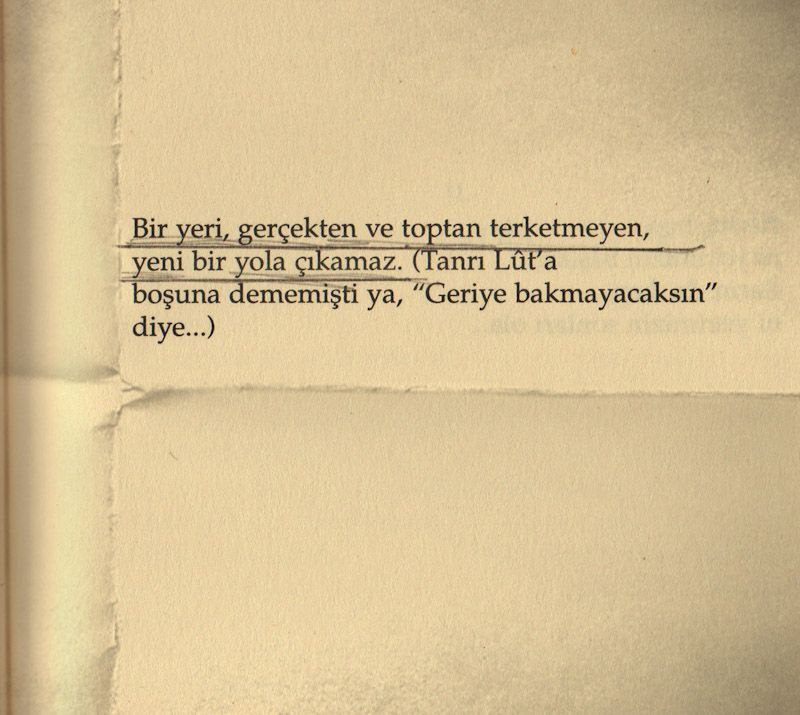 Bir yeri, gerçekten ve toptan terketmeyen,
yeni bir yola çıkamaz. (Tanrı Lût'a
boşuna dememişti ya, “Geriye bakmayacaksın”
diye...)